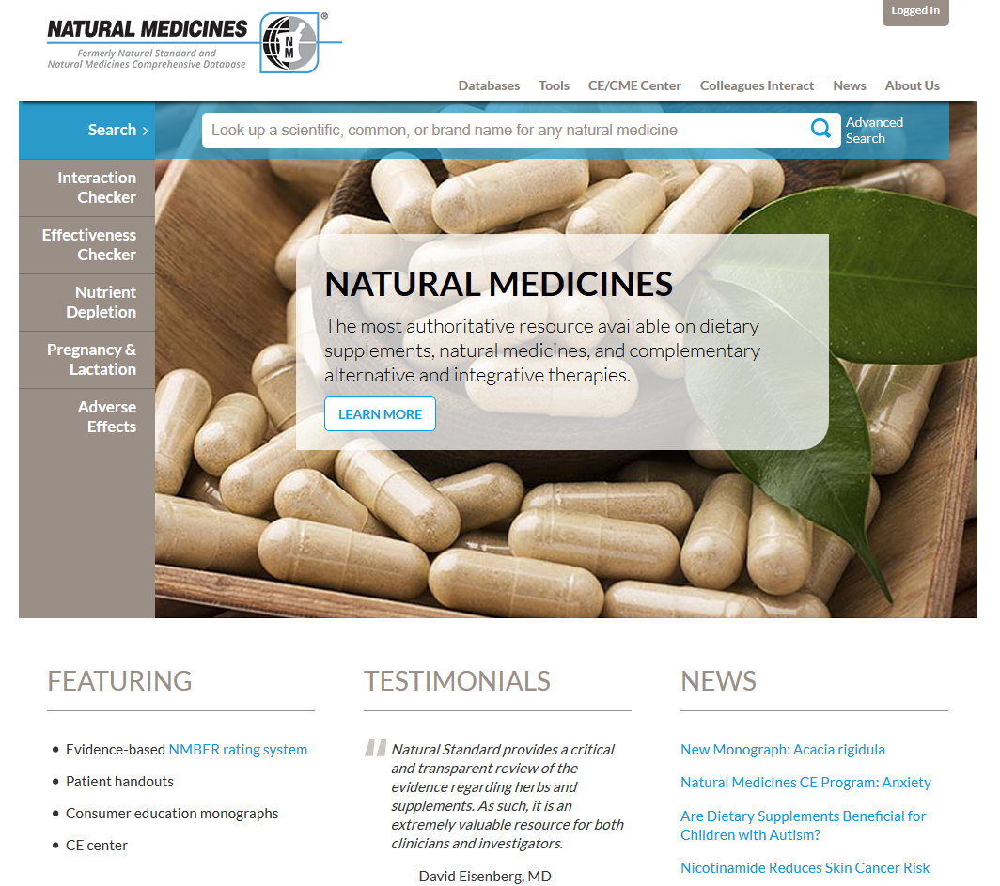 NATURAL MEDICINES
NM
®
Formerly Natural Standard and
Natural Medicines Comprehensive Database
Logged In
Databases Tools CE/CME Center Colleagues Interact News About Us
Search >
Look up a scientific, common, or brand name for any natural medicine
Advanced
Search
Interaction
Checker
Effectiveness
Checker
Nutrient
Depletion
Pregnancy &
Lactation
Adverse
Effects
NATURAL MEDICINES
The most authoritative resource available on dietary
supplements, natural medicines, and complementary
alternative and integrative therapies.
LEARN MORE
FEATURING
• Evidence-based NMBER rating system
• Patient handouts
• Consumer education monographs
• CE center
TESTIMONIALS
" Natural Standard provides a critical
and transparent review of the
evidence regarding herbs and
supplements. As such, it is an
extremely valuable resource for both
clinicians and investigators.
David Eisenberg, MD
NEWS
New Monograph: Acacia rigidula
Natural Medicines CE Program: Anxiety
Are Dietary Supplements Beneficial for
Children with Autism?
Nicotinamide Reduces Skin Cancer Risk